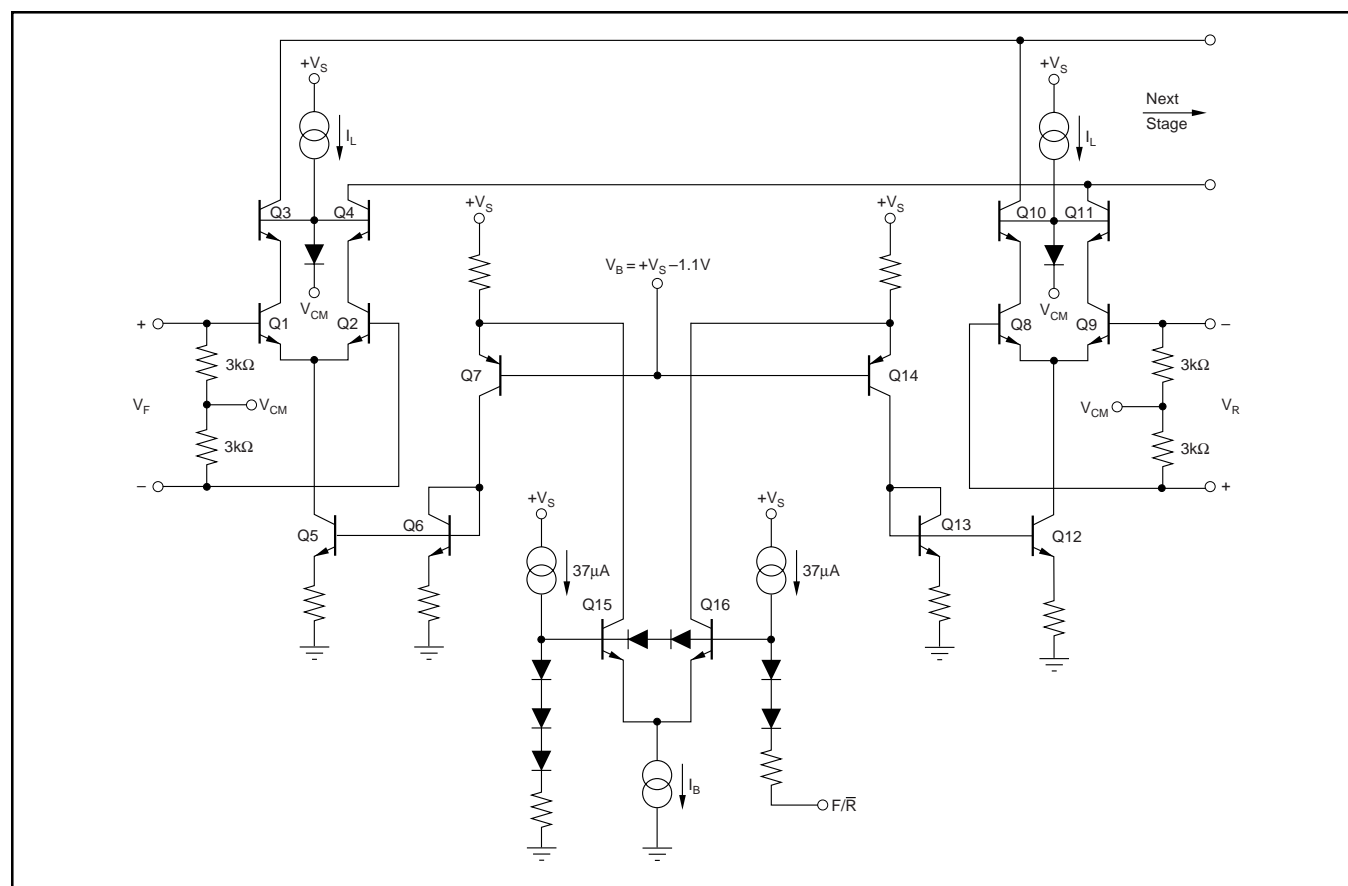 +VS
+VS
IL
IL
Next
Stage
Q3
Q4
+VS
+VS
Q10
Q11
VB = +VS –1.1V
VCM
VCM
+
Q1
Q2
Q8
Q9
–
3kΩ
3kΩ
Q7
Q14
VF
VCM
VCM
VR
3kΩ
3kΩ
–
+
Q5
Q6
+VS
+VS
Q13
Q12
37µA
37µA
Q15
Q16
IB
F/R̅